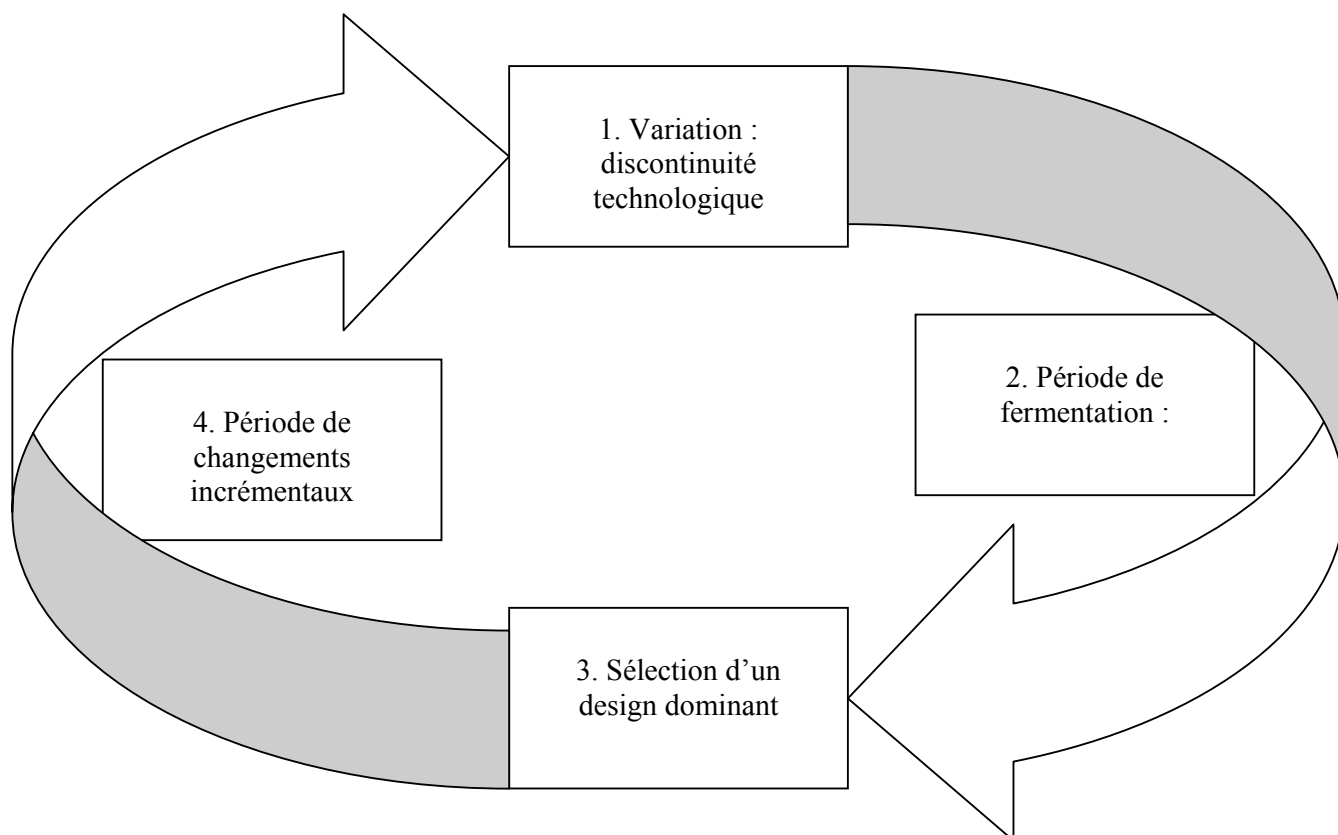 1. Variation :
discontinuité
technologique
2. Période de
fermentation :
3. Sélection d’un
design dominant
4. Période de
changements
incrémentaux